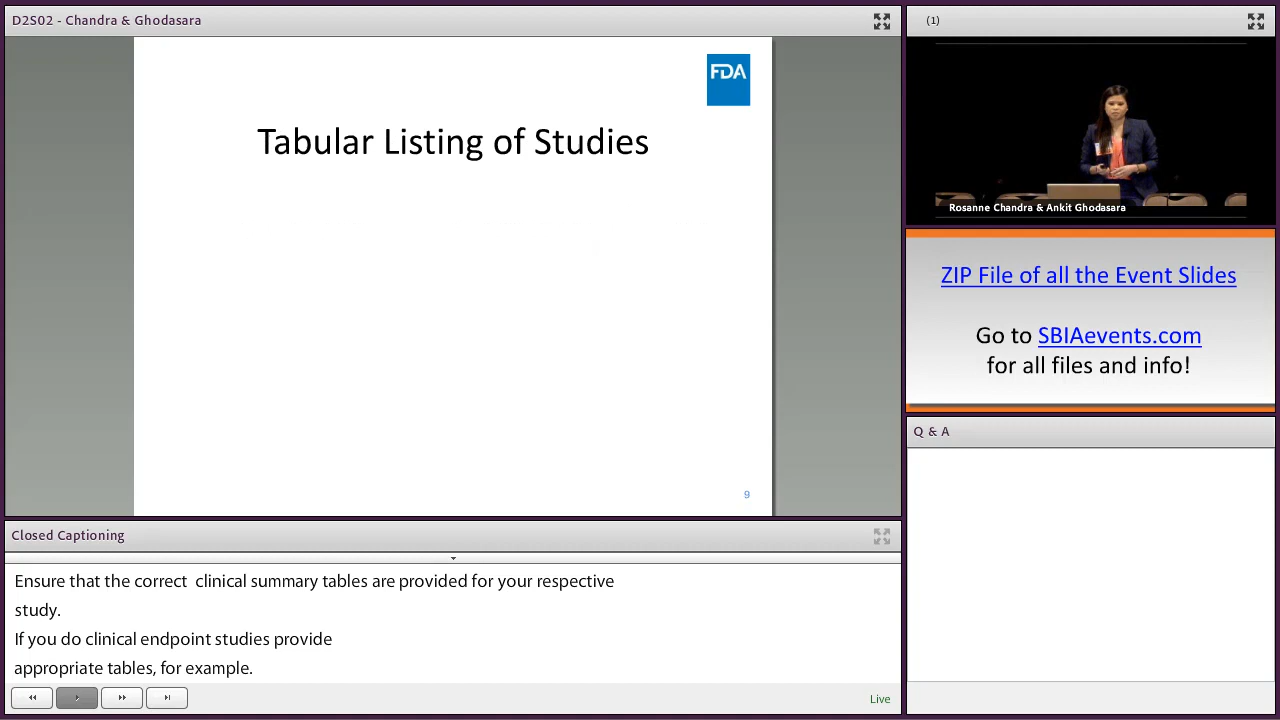 D2S02 - Chandra & Ghodasara
FDA
Tabular Listing of Studies
9
Closed Captioning
Ensure that the correct  clinical summary tables are provided for your respective
study.
If you do clinical endpoint studies provide
appropriate tables, for example.
Live
(1)
Rosanne Chandra & Ankit Ghodasara
ZIP File of all the Event Slides
Go to SBIAevents.com
for all files and info!
Q & A